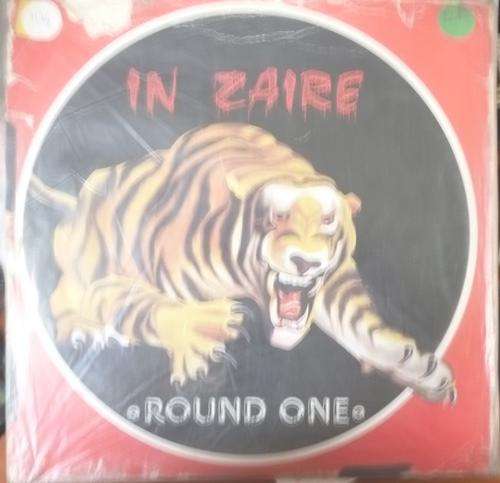 IN ZAIRE
ROUND ONE